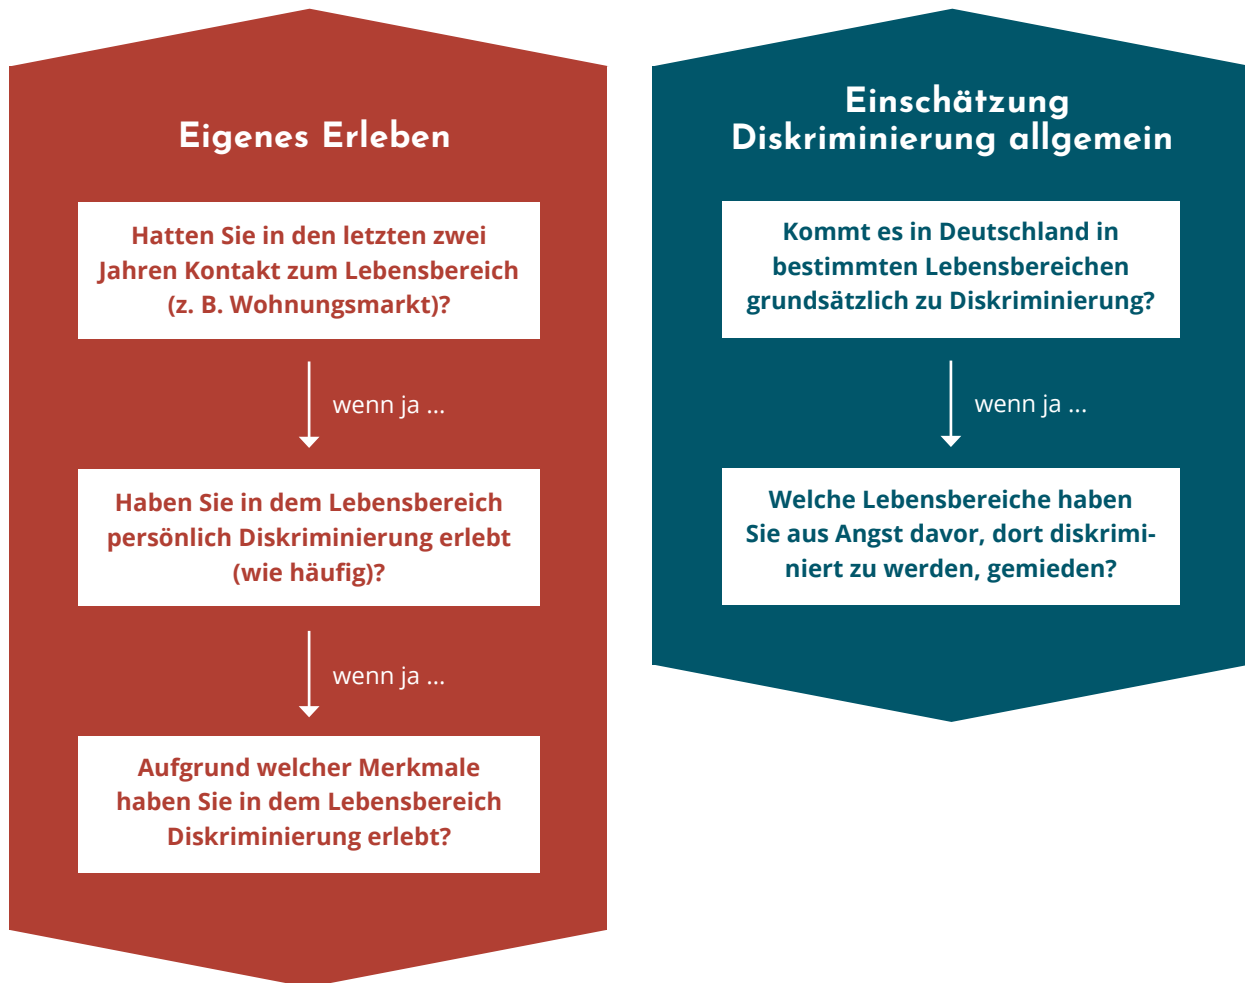 Eigenes Erleben
Hatten Sie in den letzten zwei
Jahren Kontakt zum Lebensbereich
(z. B. Wohnungsmarkt)?
wenn ja ...
Haben Sie in dem Lebensbereich
persönlich Diskriminierung erlebt
(wie häufig)?
wenn ja ...
Aufgrund welcher Merkmale
haben Sie in dem Lebensbereich
Diskriminierung erlebt?
Einschätzung
Diskriminierung allgemein
Kommt es in Deutschland in
bestimmten Lebensbereichen
grundsätzlich zu Diskriminierung?
wenn ja ...
Welche Lebensbereiche haben
Sie aus Angst davor, dort diskrimi-
niert zu werden, gemieden?